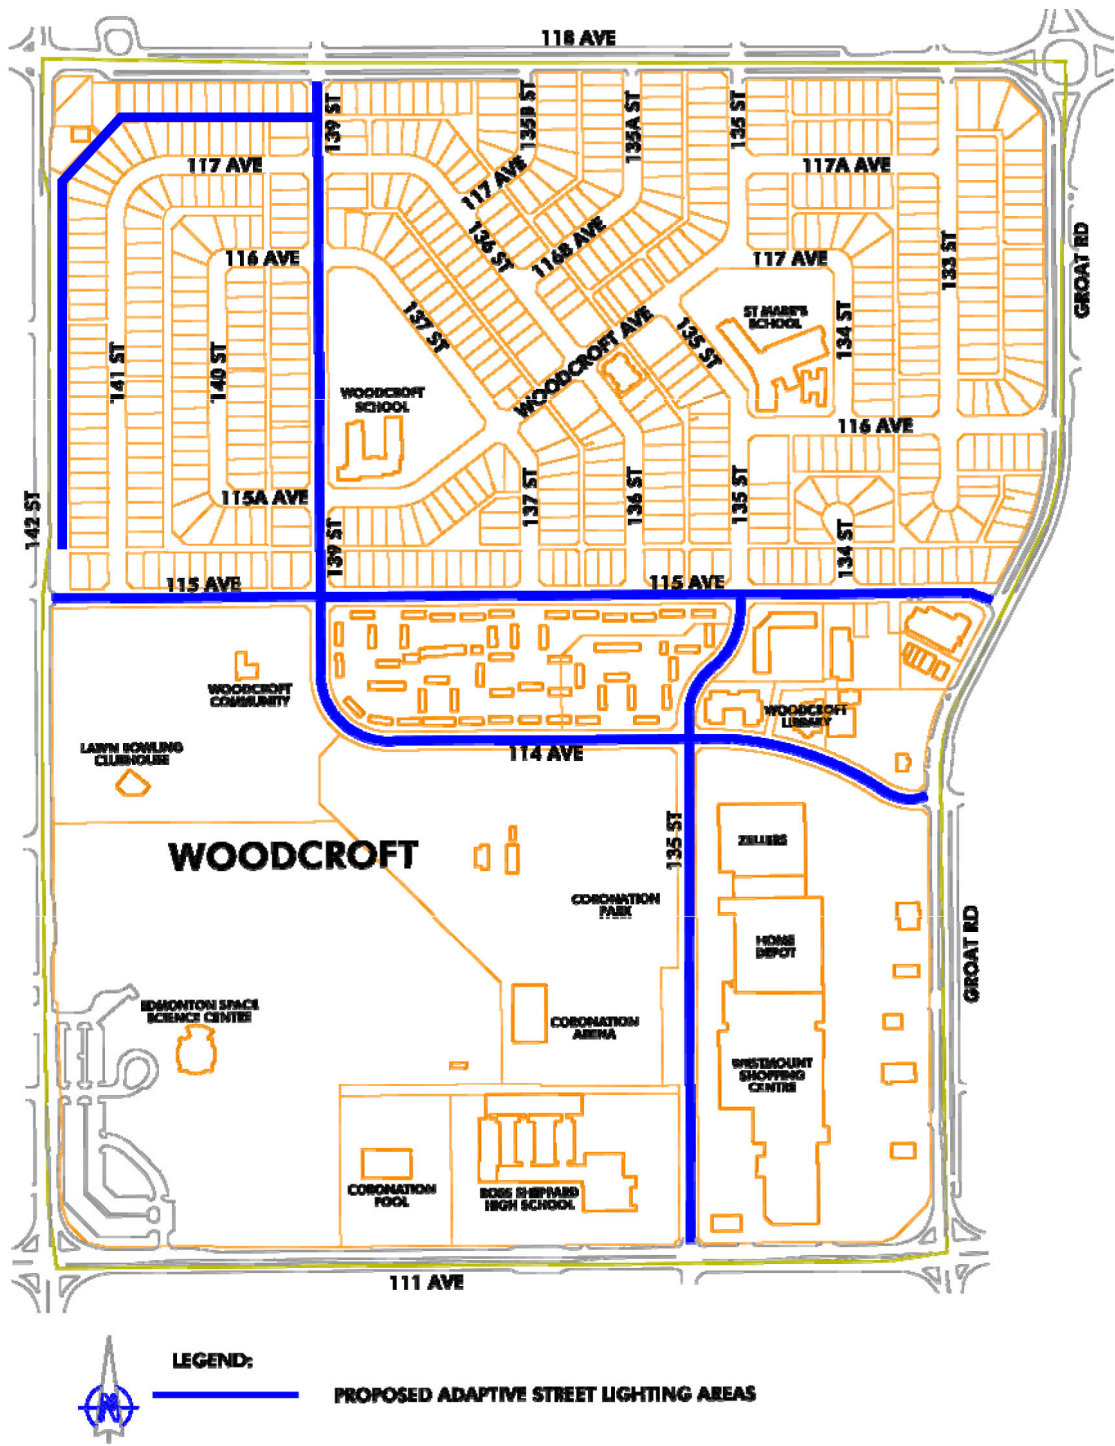 118 AVE
139 ST
135B ST
135A ST
135 ST
117 AVE
117 AVE
117A AVE
136 ST
116B AVE
116 AVE
117 AVE
133 ST
GROAT RD
137 ST
WOODCROFT AVE
135 ST
ST MARK'S
SCHOOL
134 ST
141 ST
140 ST
WOODCROFT
SCHOOL
116 AVE
142 ST
115A AVE
139 ST
137 ST
136 ST
135 ST
134 ST
115 AVE
115 AVE
WOODCROFT
COMMUNITY
WOODCROFT
LIBRARY
LAWN BOWLING
CLUBHOUSE
114 AVE
WOODCROFT
135 ST
ZELLERS
CORONATION
PARK
HOME
DEPOT
GROAT RD
EDMONTON SPACE
SCIENCE CENTRE
CORONATION
ARENA
WESTMOUNT
SHOPPING
CENTRE
CORONATION
POOL
ROSS SHEPPARD
HIGH SCHOOL
111 AVE
LEGEND:
N
PROPOSED ADAPTIVE STREET LIGHTING AREAS